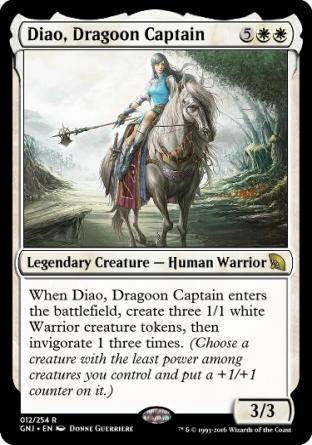 Diao, Dragoon Captain 5
Legendary Creature — Human Warrior
When Diao, Dragoon Captain enters
the battlefield, create three 1/1 white
Warrior creature tokens, then
invigorate 1 three times. (Choose a
creature with the least power among
creatures you control and put a +1/+1
counter on it.)
3/3
012/254 R
GNJ • EN Donne Guerriere
™ & © 1993-2016 Wizards of the Coast